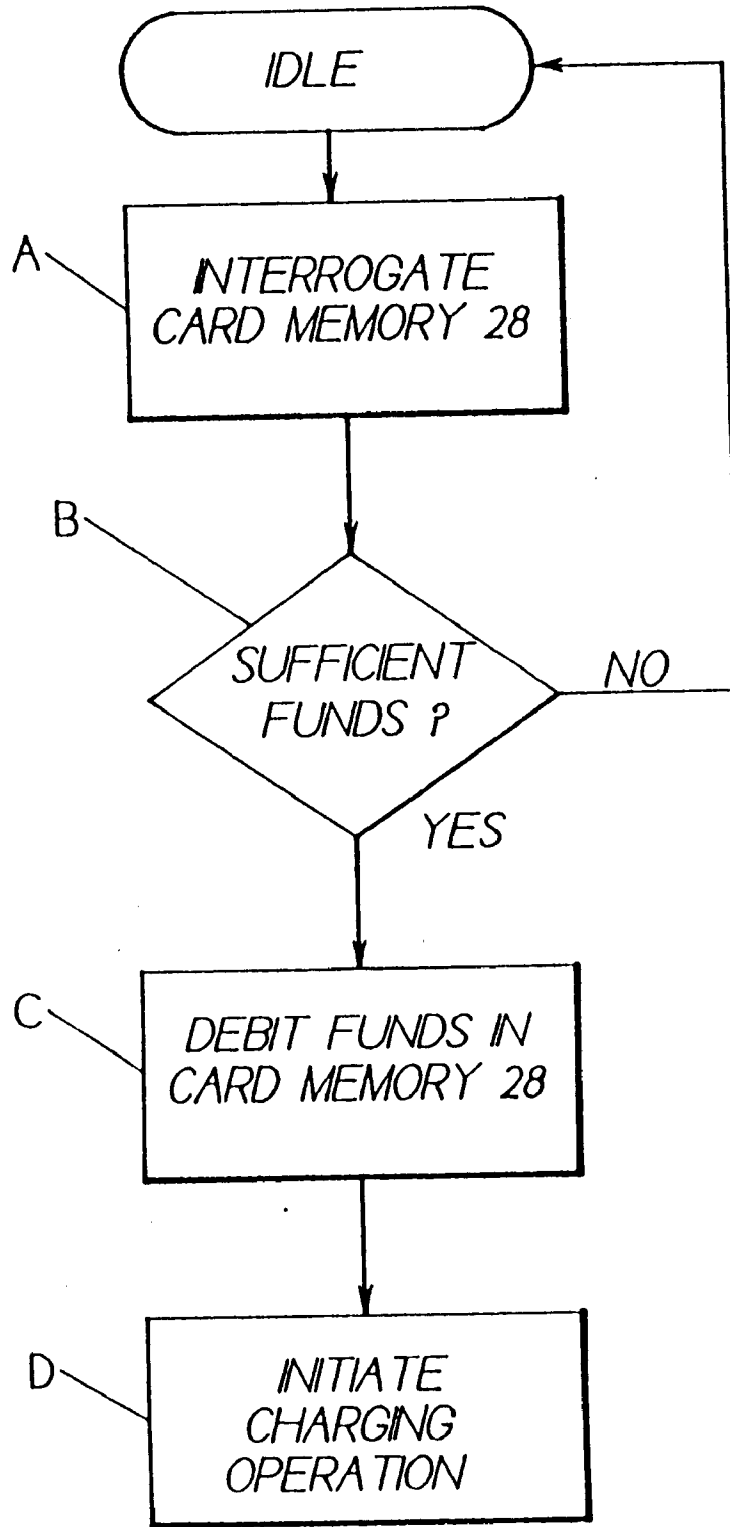 IDLE
A
INTERROGATE
CARD MEMORY 28
B
SUFFICIENT
FUNDS ?
NO
YES
C
DEBIT FUNDS IN
CARD MEMORY 28
D
INITIATE
CHARGING
OPERATION